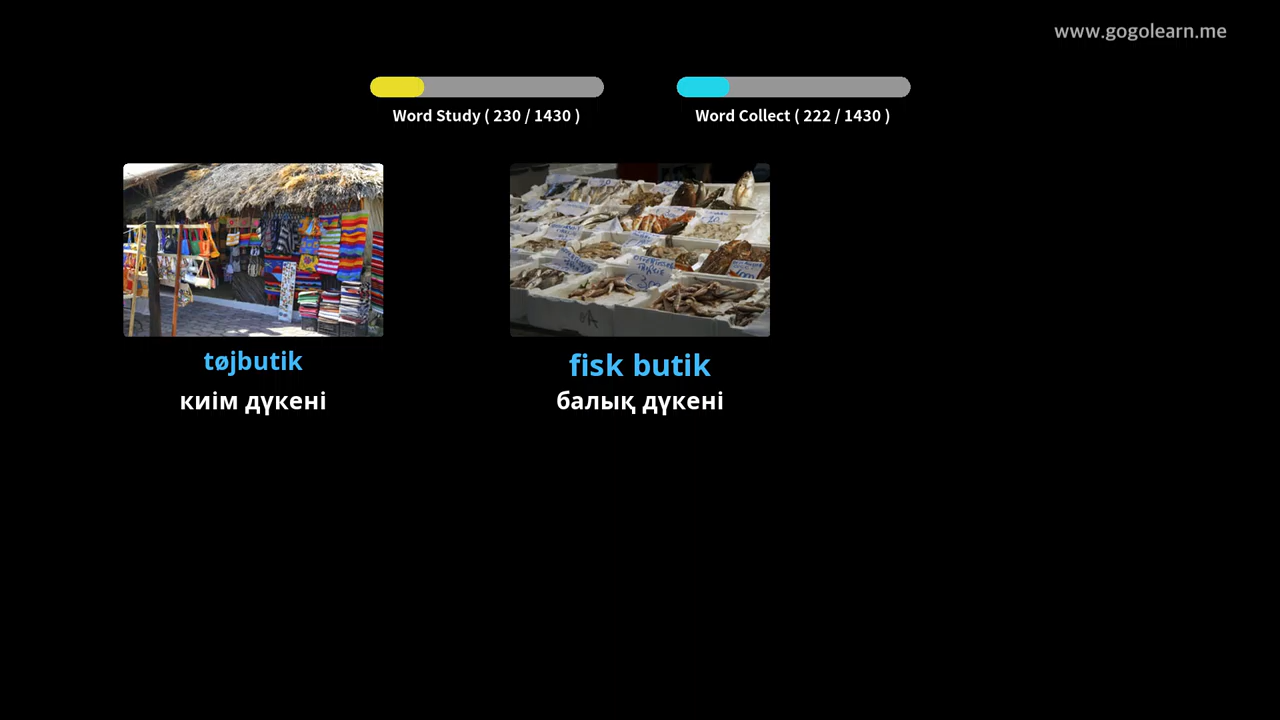 www.gogolearn.me
Word Study ( 230 / 1430 )
Word Collect ( 222 / 1430 )
tøjbutik
киім дүкені
fisk butik
балық дүкені